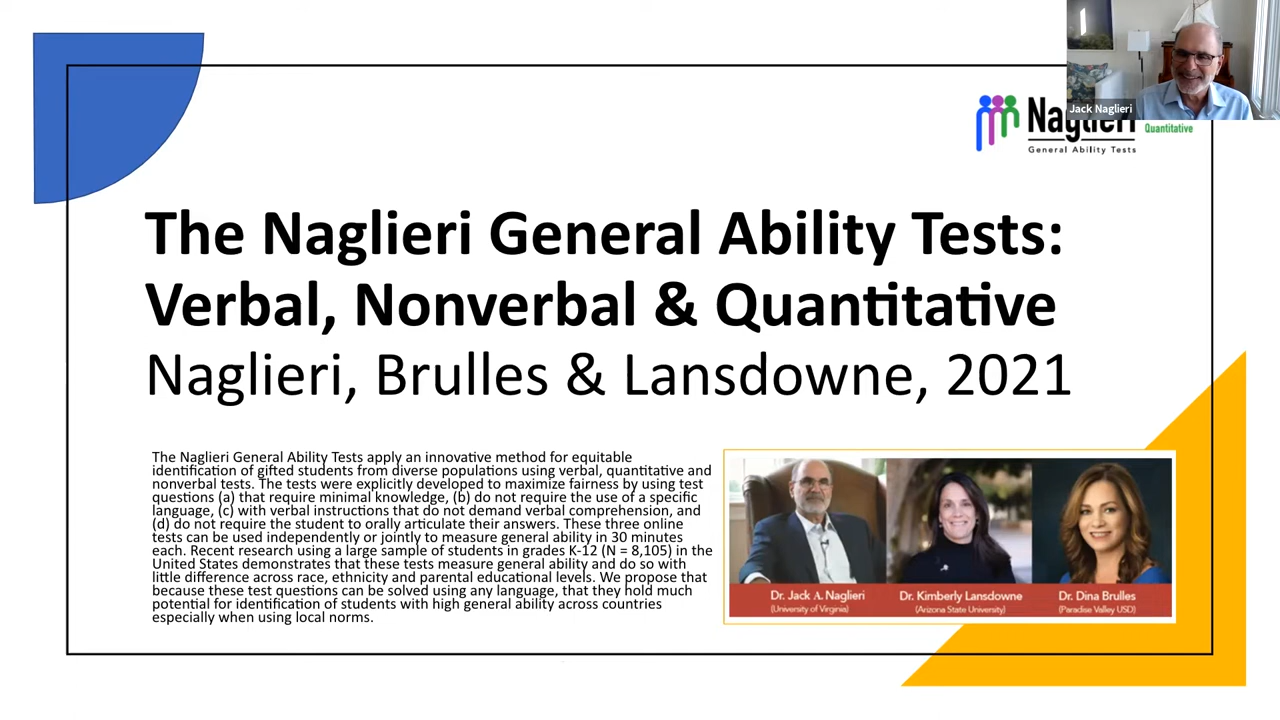 Jack Naglieri
Naglieri
Quantitative
General Ability Tests
The Naglieri General Ability Tests:
Verbal, Nonverbal & Quantitative
Naglieri, Brulles & Lansdowne, 2021
The Naglieri General Ability Tests apply an innovative method for equitable
identification of gifted students from diverse populations using verbal, quantitative and
nonverbal tests. The tests were explicitly developed to maximize fairness by using test
questions (a) that require minimal knowledge, (b) do not require the use of a specific
language, (c) with verbal instructions that do not demand verbal comprehension, and
(d) do not require the student to orally articulate their answers. These three online
tests can be used independently or jointly to measure general ability in 30 minutes
each. Recent research using a large sample of students in grades K-12 (N = 8,105) in the
United States demonstrates that these tests measure general ability and do so with
little difference across race, ethnicity and parental educational levels. We propose that
because these test questions can be solved using any language, that they hold much
potential for identification of students with high general ability across countries
especially when using local norms.
Dr. Jack A. Naglieri
(University of Virginia)
Dr. Kimberly Lansdowne
(Arizona State University)
Dr. Dina Brulles
(Paradise Valley USD)